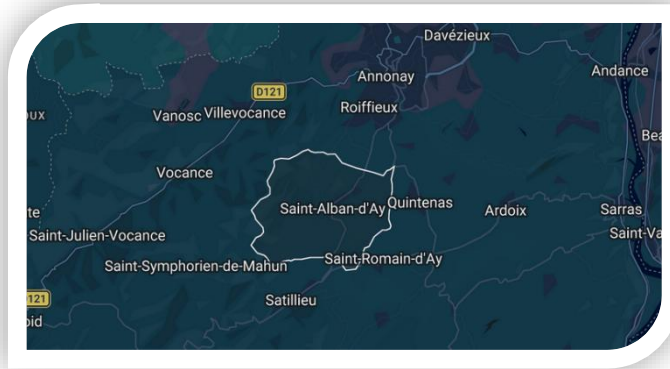 Davézieux
Annonay
Andance
D121
Roiffieux
Vanosc Villevocance
Vocance
Saint-Alban-d'Ay Quintenas
Ardoix
Sarras
Saint-Julien-Vocance
Saint-Symphorien-de-Mahun
Saint-Romain-d'Ay
Satillieu
121